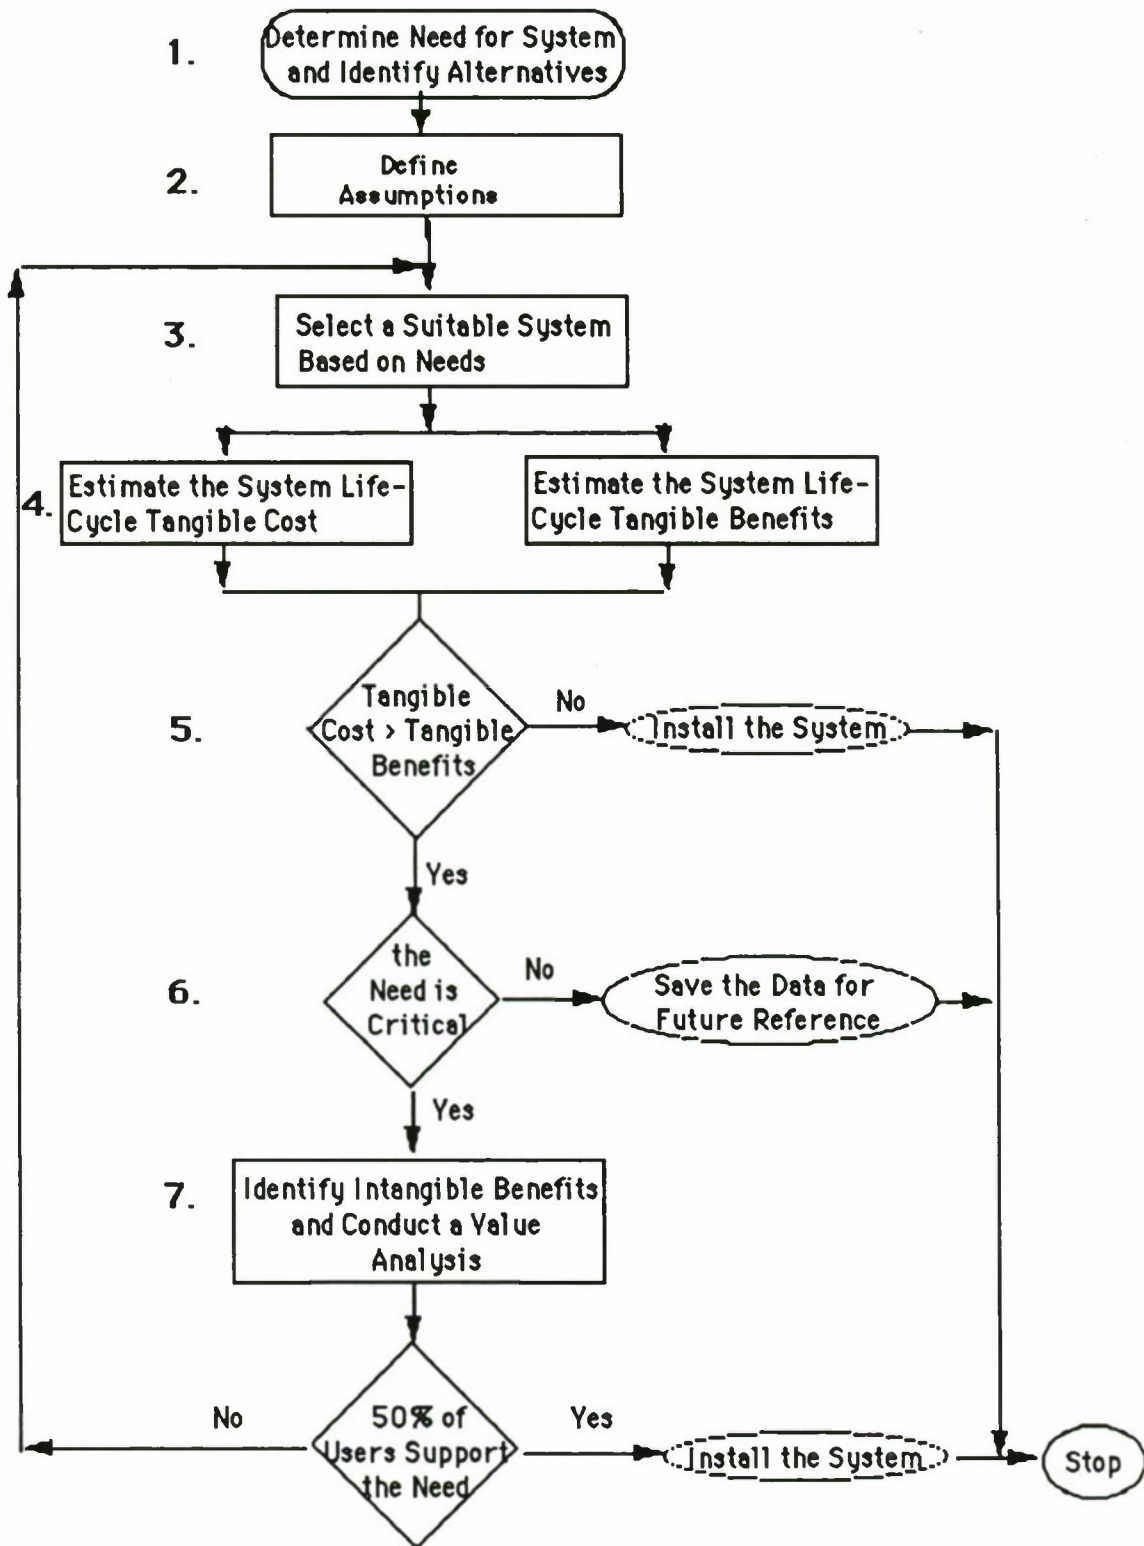 1.
Determine Need for System
and Identify Alternatives
2.
Define
Assumptions
3.
Select a Suitable System
Based on Needs
4.
Estimate the System Life-
Cycle Tangible Cost
Estimate the System Life-
Cycle Tangible Benefits
5.
Tangible
Cost > Tangible
Benefits
No
Install the System
Yes
6.
the
Need is
Critical
No
Save the Data for
Future Reference
Yes
7.
Identify Intangible Benefits
and Conduct a Value
Analysis
No
50% of
Users Support
the Need
Yes
Install the System
Stop